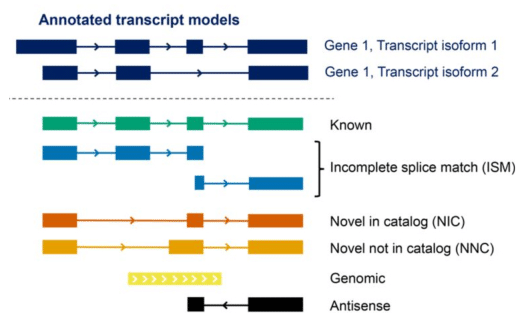 Annotated transcript models
Gene 1, Transcript isoform 1
Gene 1, Transcript isoform 2
Known
Incomplete splice match (ISM)
Novel in catalog (NIC)
Novel not in catalog (NNC)
Genomic
Antisense